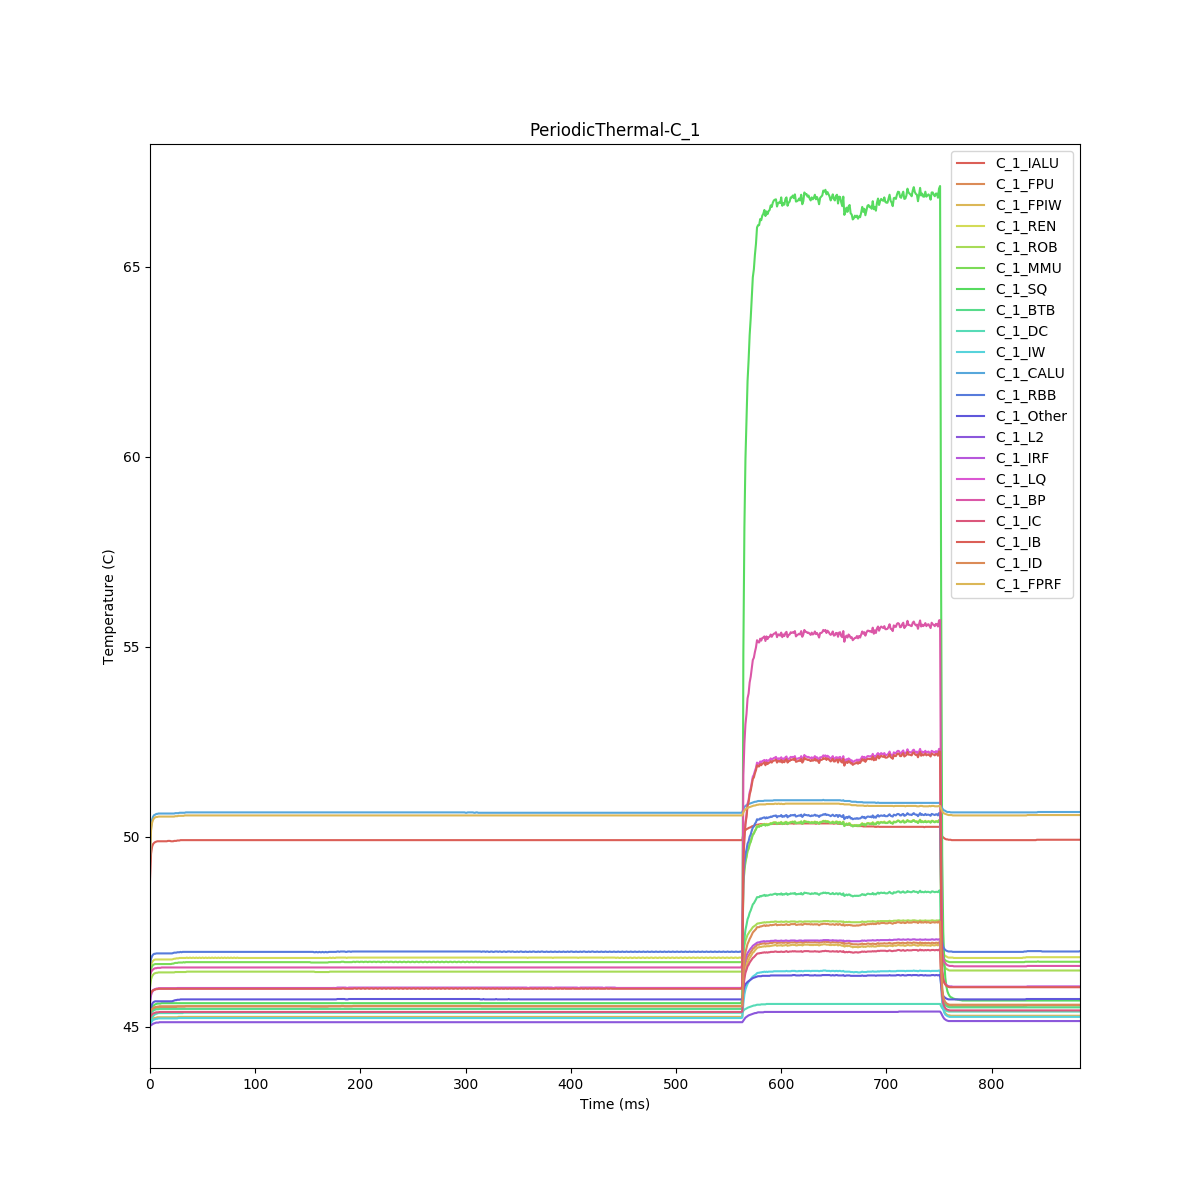 PeriodicThermal-C_1
C_1_IALU
C_1_FPU
C_1_FPIW
C_1_REN
C_1_ROB
C_1_MMU
C_1_SQ
C_1_BTB
C_1_DC
C_1_IW
C_1_CALU
C_1_RBB
C_1_Other
C_1_L2
C_1_IRF
C_1_LQ
C_1_BP
C_1_IC
C_1_IB
C_1_ID
C_1_FPRF
65
60
55
50
45
Temperature (C)
0 100 200 300 400 500 600 700 800
Time (ms)